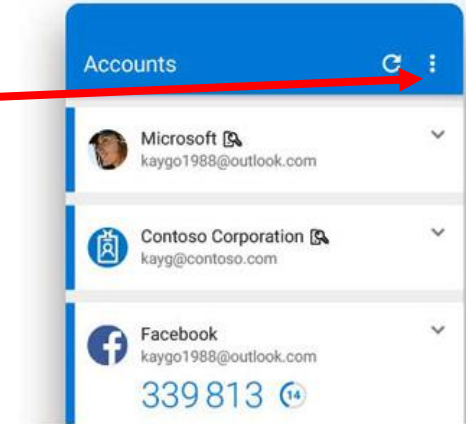 Accounts
Microsoft
kaygo1988@outlook.com
Contoso Corporation
kayg@contoso.com
Facebook
kaygo1988@outlook.com
339 813 14